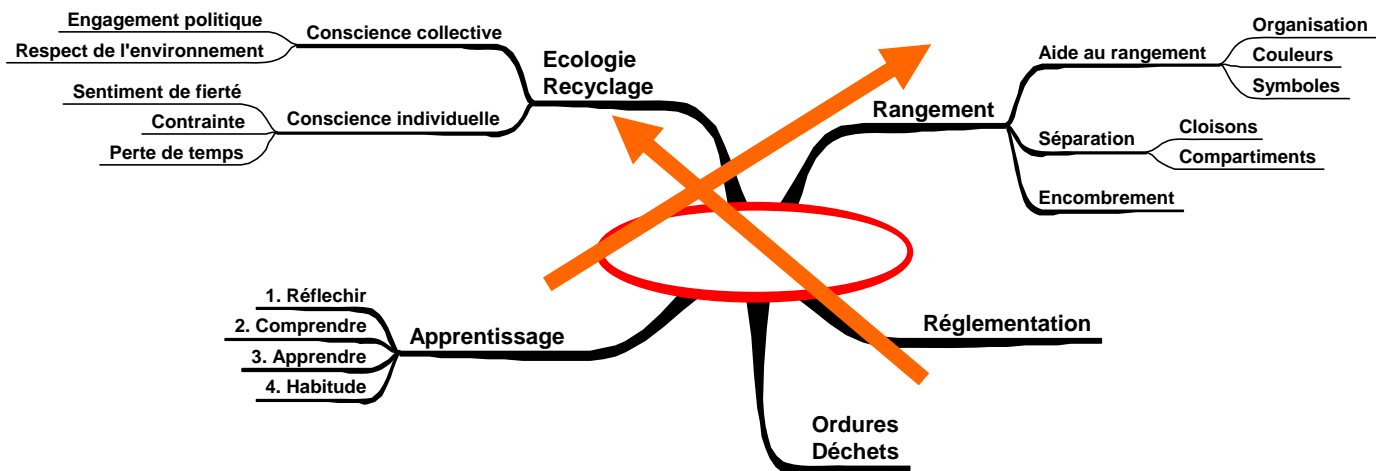 Engagement politique
Respect de l'environnement
Conscience collective
Sentiment de fierté
Contrainte
Perte de temps
Conscience individuelle
Ecologie
Recyclage
Rangement
Aide au rangement
Organisation
Couleurs
Symboles
Séparation
Cloisons
Compartiments
Encombrement
1. Réflechir
2. Comprendre
3. Apprendre
4. Habitude
Apprentissage
Réglementation
Ordures
Déchets